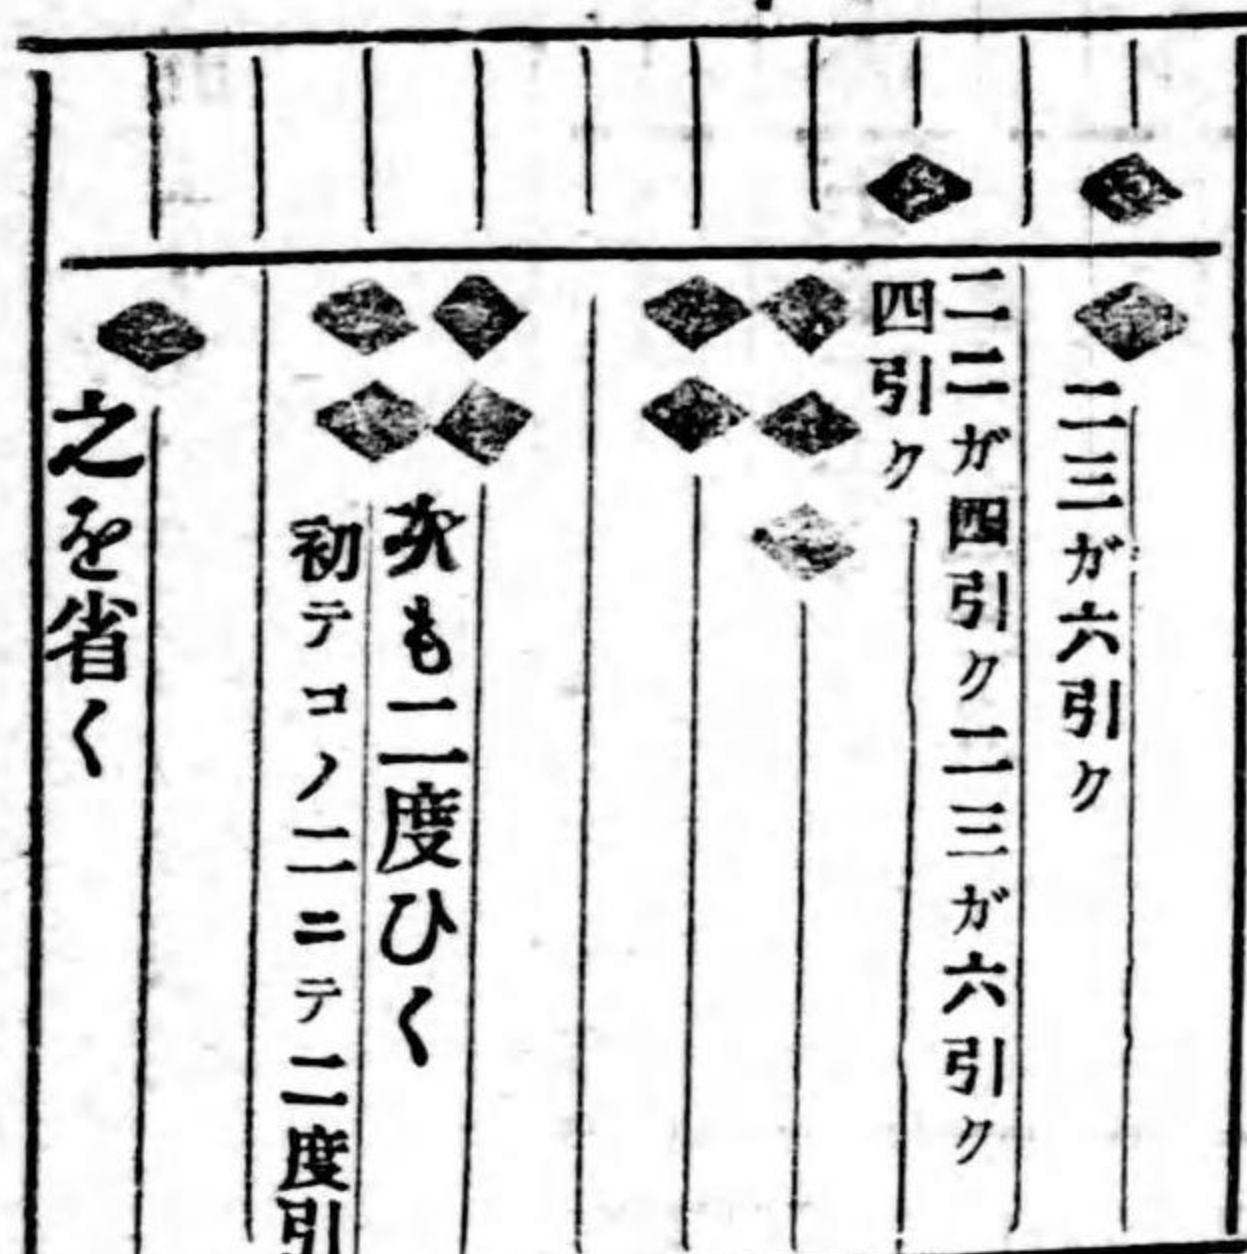 二三ガ六引ク
二二ガ四引ク二三ガ六引ク
四引ク
次も二度ひく
初テコノ二ニテ二度引
之を省く